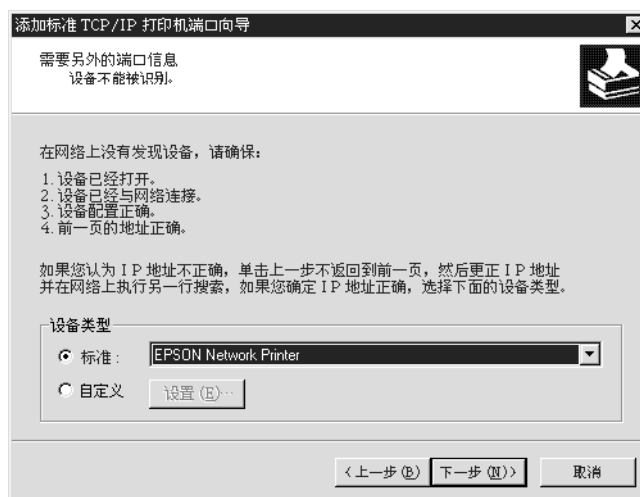 添加标准 TCP/IP 打印机端口向导
需要另外的端口信息
设备不能被识别。
在网络上没有发现设备，请确保：
1. 设备已经打开。
2. 设备已经与网络连接。
3. 设备配置正确。
4. 前一页的地址正确。
如果您认为 IP 地址不正确，单击上一步不返回到前一页，然后更正 IP 地址
并在网络上执行另一行搜索，如果您确定 IP 地址正确，选择下面的设备类型。
设备类型
标准：
EPSON Network Printer
自定义
设置 (E)…
<上一步 (B)
下一步 (N)>
取消